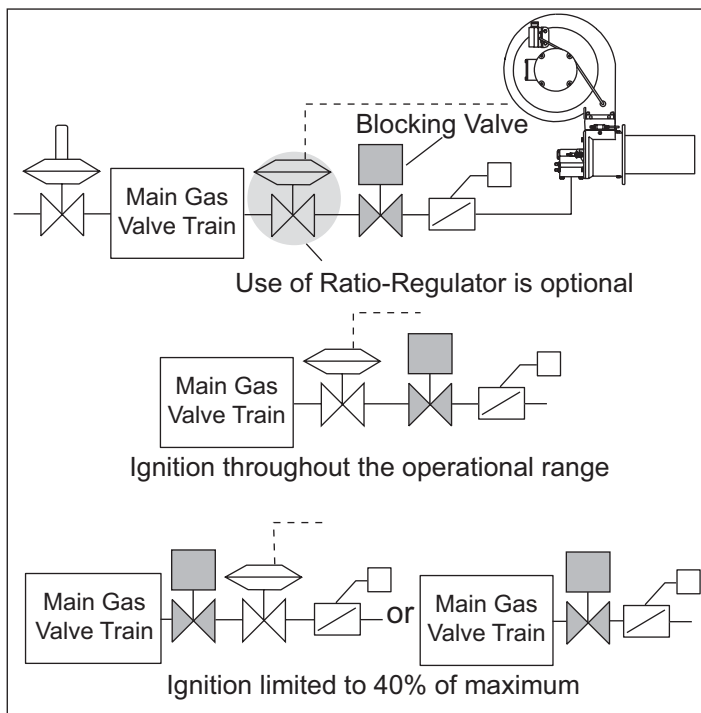 Blocking Valve
Main Gas
Valve Train
Use of Ratio-Regulator is optional
Main Gas
Valve Train
Ignition throughout the operational range
Main Gas
Valve Train
or
Main Gas
Valve Train
Ignition limited to 40% of maximum